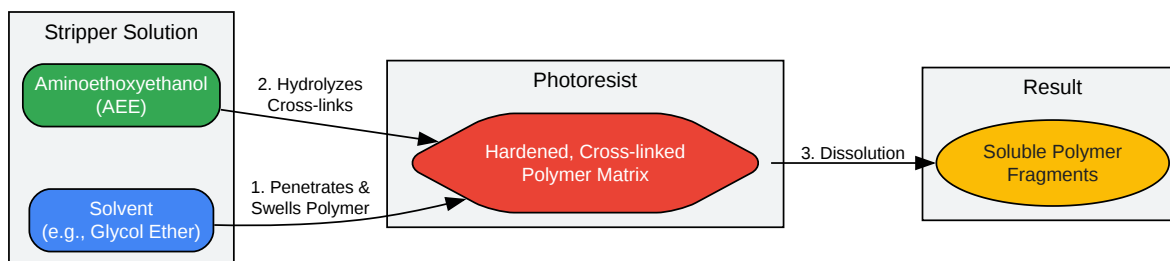 Stripper Solution
Aminoethoxyethanol
(AEE)
Solvent
(e.g., Glycol Ether)
2. Hydrolyzes
Cross-links
1. Penetrates &
Swells Polymer
Photoresist
Hardened, Cross-linked
Polymer Matrix
3. Dissolution
Result
Soluble Polymer
Fragments